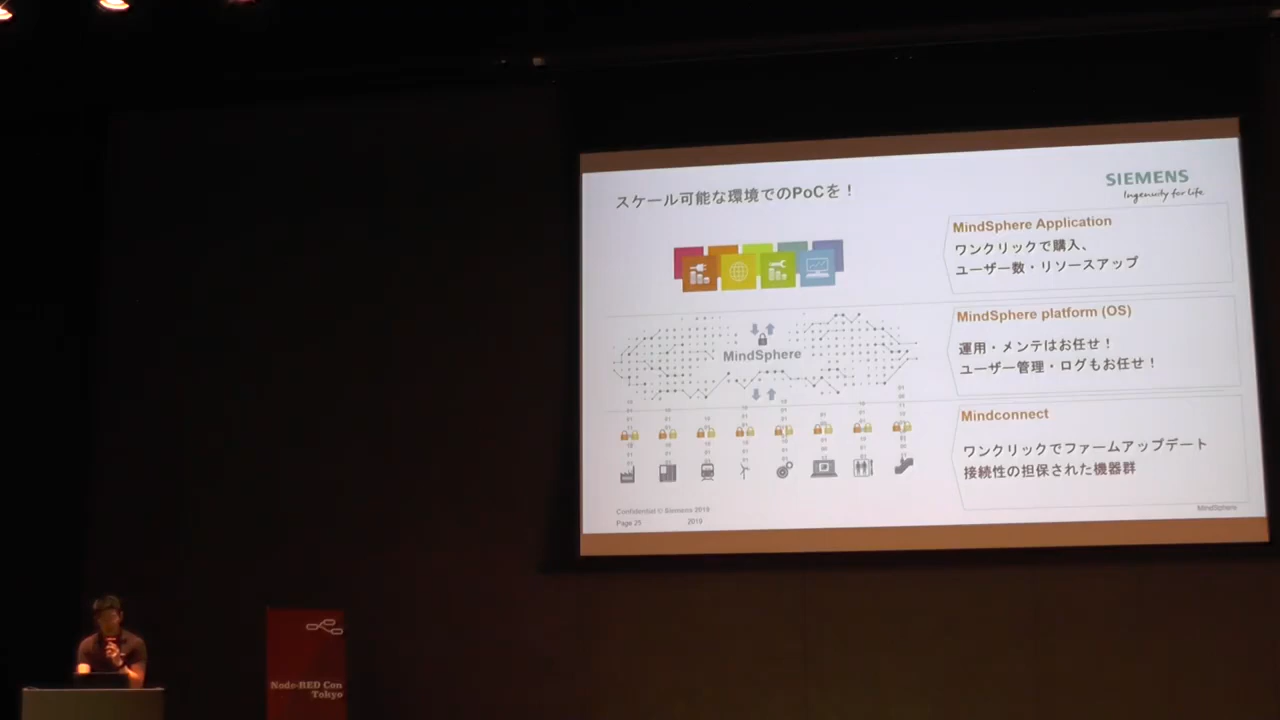 スケール可能な環境でのPoCを！
SIEMENS
Ingenuity for life
MindSphere Application
ワンクリックで購入、
ユーザー数・リソースアップ
MindSphere
MindSphere platform (OS)
運用・メンテはお任せ！
ユーザー管理・ログもお任せ！
Mindconnect
ワンクリックでファームアップデート
接続性の担保された機器群
Confidential © Siemens 2019
Page 25
2019
MindSphere
Node-RED Con
Tokyo